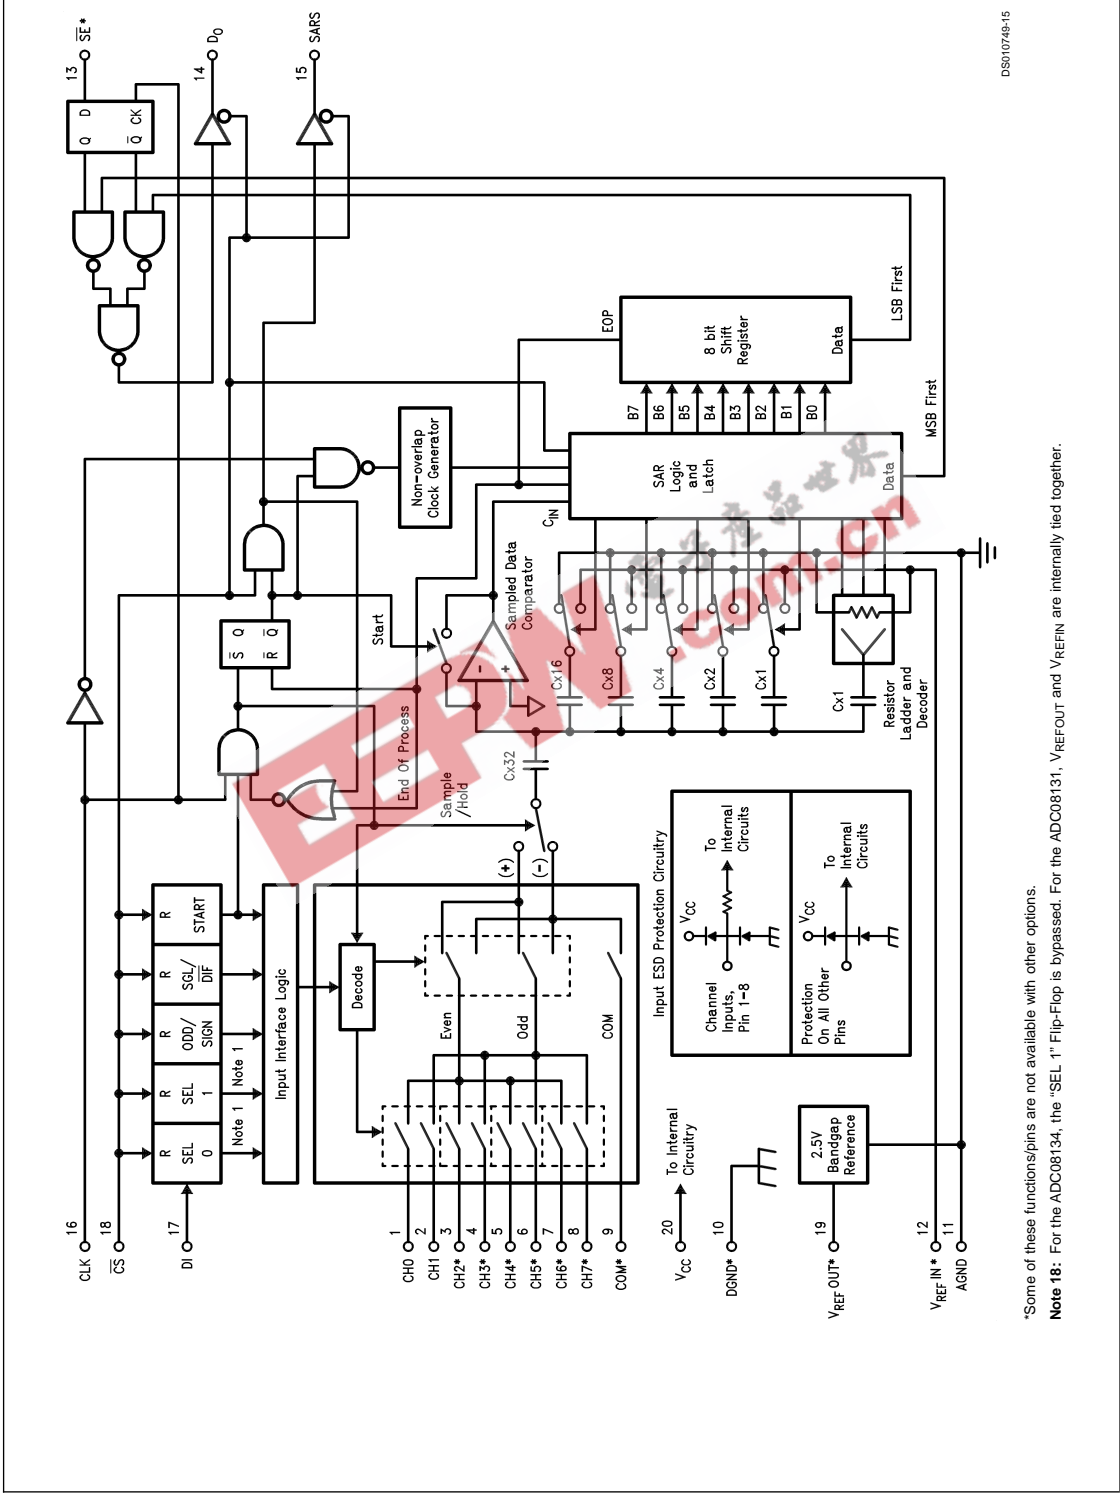 CLK
16
CS
18
DI
17
R
SEL
0
R
SEL
1
R
ODD/
SIGN
R
SGL/
DIF
R
START
Note 1
Note 1
Input Interface Logic
S
Q
R
Q
Q
D
Q
CK
13
SE*
14
DO
15
SARS
Start
End Of Process
Sample
/Hold
Non-overlap
Clock Generator
Decode
Even
Odd
COM
(+)
(-)
Cx32
-
+
Sampled Data
Comparator
CIN
EOP
CH0
1
CH1
2
CH2*
3
CH3*
4
CH4*
5
CH5*
6
CH6*
7
CH7*
8
COM*
9
Cx16
Cx8
Cx4
Cx2
Cx1
Cx1
Resistor
Ladder and
Decoder
SAR
Logic
and
Latch
Data
B7
B6
B5
B4
B3
B2
B1
B0
8 bit
Shift
Register
Data
LSB First
MSB First
VCC
20
To Internal
Circuitry
DGND*
10
VREF OUT*
19
2.5V
Bandgap
Reference
VREF IN*
12
AGND
11
Input ESD Protection Circuitry
Channel
Inputs,
Pin 1-8
VCC
To
Internal
Circuits
Protection
On All Other
Pins
VCC
To
Internal
Circuits
EEPW
.com.cn
電子産品世界
DS010749-15
*Some of these functions/pins are not available with other options.
Note 18: For the ADC08134, the “SEL 1” Flip-Flop is bypassed. For the ADC08131, VREFOUT and VREFIN are internally tied together.